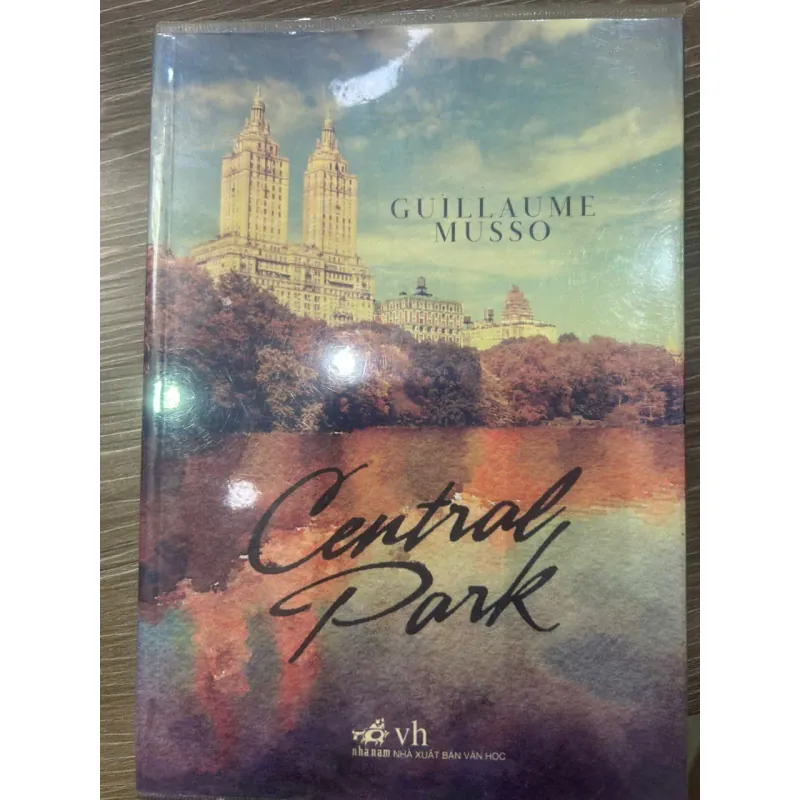 GUILLAUME
MUSSO
Central
Park
nhã nam
vh
NHÀ XUẤT BẢN VĂN HỌC